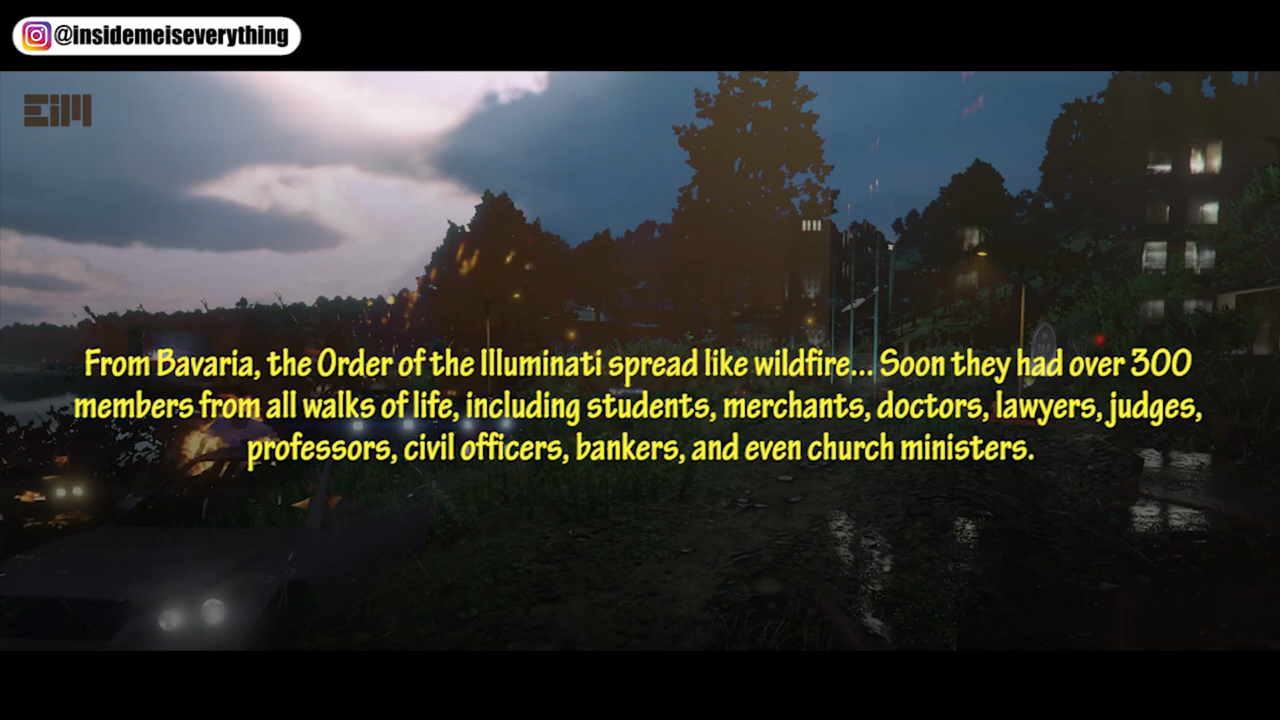 @insidemeiseverything
EiM
From Bavaria, the Order of the Illuminati spread like wildfire... Soon they had over 300
members from all walks of life, including students, merchants, doctors, lawyers, judges,
professors, civil officers, bankers, and even church ministers.